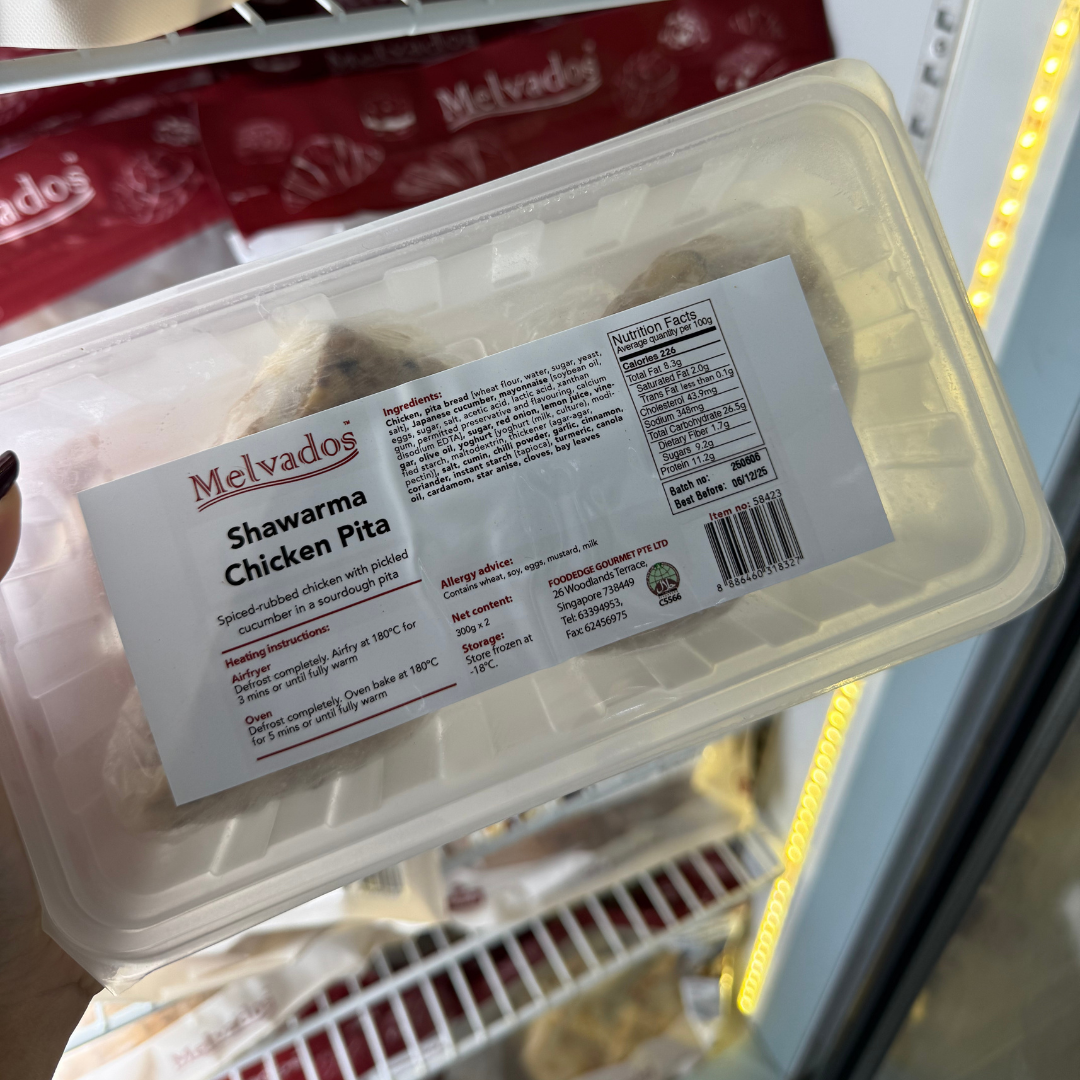 Melvados
Melvados
ados
Melvados™
Shawarma
Chicken Pita
Spiced-rubbed chicken with pickled
cucumber in a sourdough pita
Heating instructions:
Airfryer
Defrost completely. Airfry at 180°C for
3 mins or until fully warm
Oven
Defrost completely. Oven bake at 180°C
for 5 mins or until fully warm
Ingredients:
Chicken, pita bread [wheat flour, water, sugar, yeast,
salt], Japanese cucumber, mayonnaise [soybean oil,
eggs, sugar, salt, acetic acid, lactic acid, xanthan
gum, permitted preservative and flavouring, calcium
disodium EDTA], sugar, red onion, lemon juice, vine-
gar, olive oil, yoghurt [yoghurt (milk, culture), modi-
fied starch, maltodextrin, thickener (agar-agar,
pectin)], salt, cumin, chilli powder, garlic, cinnamon,
coriander, instant starch [tapioca], turmeric, canola
oil, cardamom, star anise, cloves, bay leaves
Allergy advice:
Contains wheat, soy, eggs, mustard, milk
Net content:
300g x 2
Storage:
Store frozen at
-18°C.
FOODEDGE GOURMET PTE LTD
26 Woodlands Terrace,
Singapore 738449
Tel: 63394953,
Fax: 62456975
CS566
Nutrition Facts
Average quantity per 100g
Calories 226
Total Fat 8.3g
Saturated Fat 2.0g
Trans Fat less than 0.1g
Cholesterol 43.9mg
Sodium 348mg
Total Carbohydrate 26.5g
Dietary Fiber 1.7g
Sugars 9.2g
Protein 11.2g
Batch no: 250606
Best Before: 06/12/25
Item no: 58423
8 886460 318327